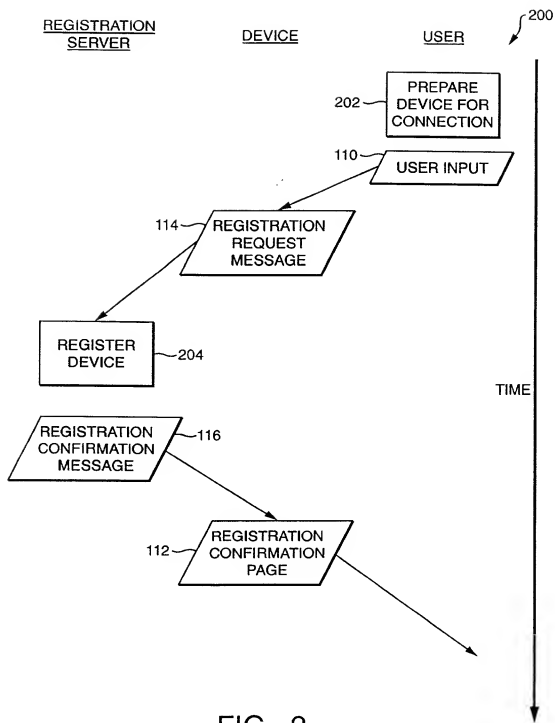 REGISTRATION
SERVER
DEVICE
USER
200
202
PREPARE
DEVICE FOR
CONNECTION
110
USER INPUT
114
REGISTRATION
REQUEST
MESSAGE
REGISTER
DEVICE
204
TIME
REGISTRATION
CONFIRMATION
MESSAGE
116
112
REGISTRATION
CONFIRMATION
PAGE